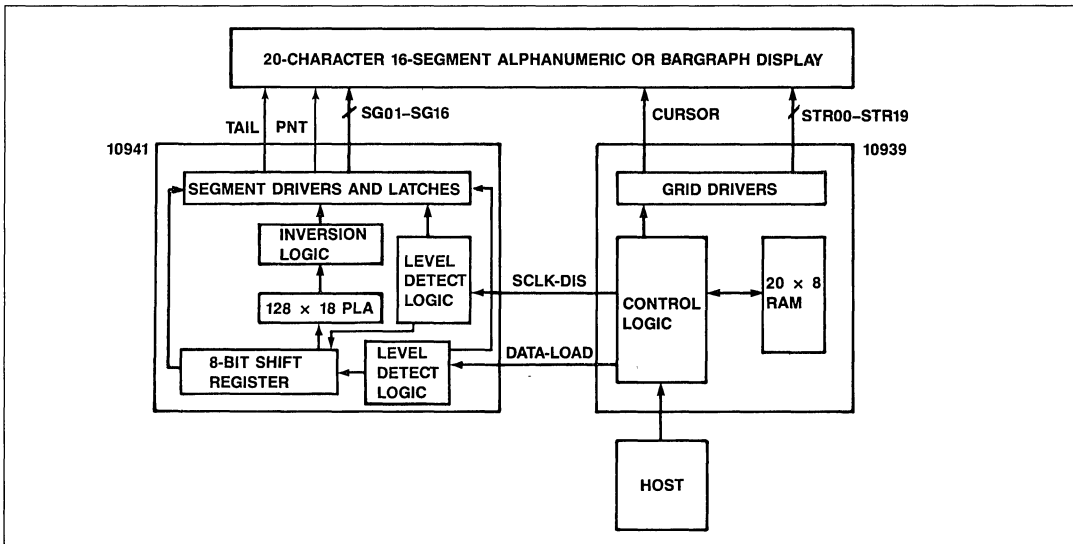 20-CHARACTER 16-SEGMENT ALPHANUMERIC OR BARGRAPH DISPLAY
TAIL
PNT
SG01–SG16
CURSOR
STR00–STR19
10941
10939
SEGMENT DRIVERS AND LATCHES
GRID DRIVERS
INVERSION
LOGIC
LEVEL
DETECT
LOGIC
128 × 18 PLA
SCLK-DIS
CONTROL
LOGIC
20 × 8
RAM
8-BIT SHIFT
REGISTER
LEVEL
DETECT
LOGIC
DATA-LOAD
HOST